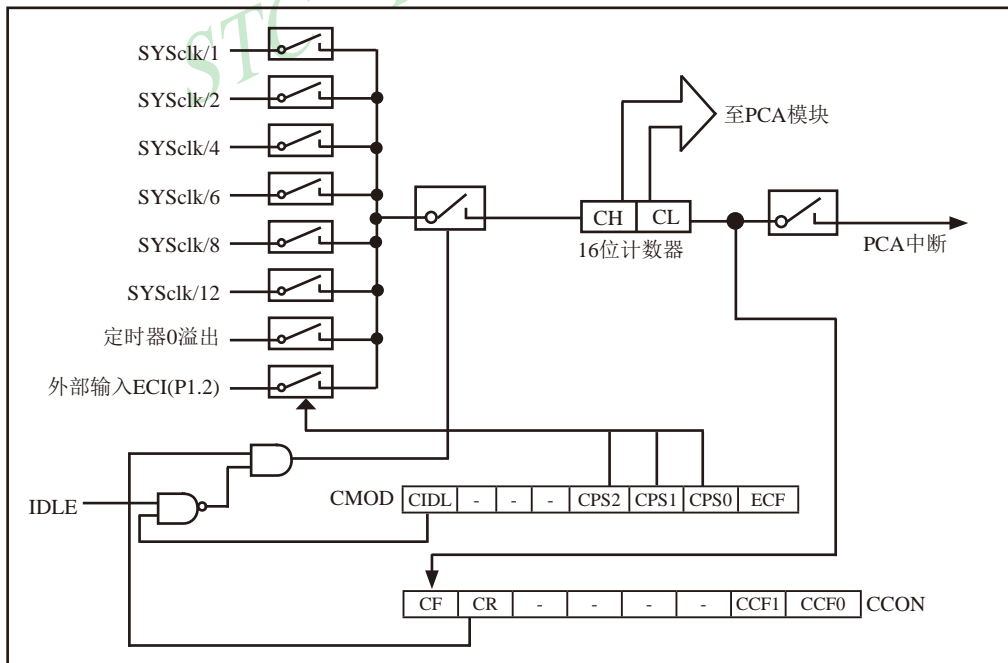 STC
SYSclk/1
SYSclk/2
SYSclk/4
SYSclk/6
SYSclk/8
SYSclk/12
定时器0溢出
外部输入ECI(P1.2)
至PCA模块
CH CL
16位计数器
PCA中断
IDLE
CMOD CIDL - - - CPS2 CPS1 CPS0 ECF
CF CR - - - - CCF1 CCF0 CCON